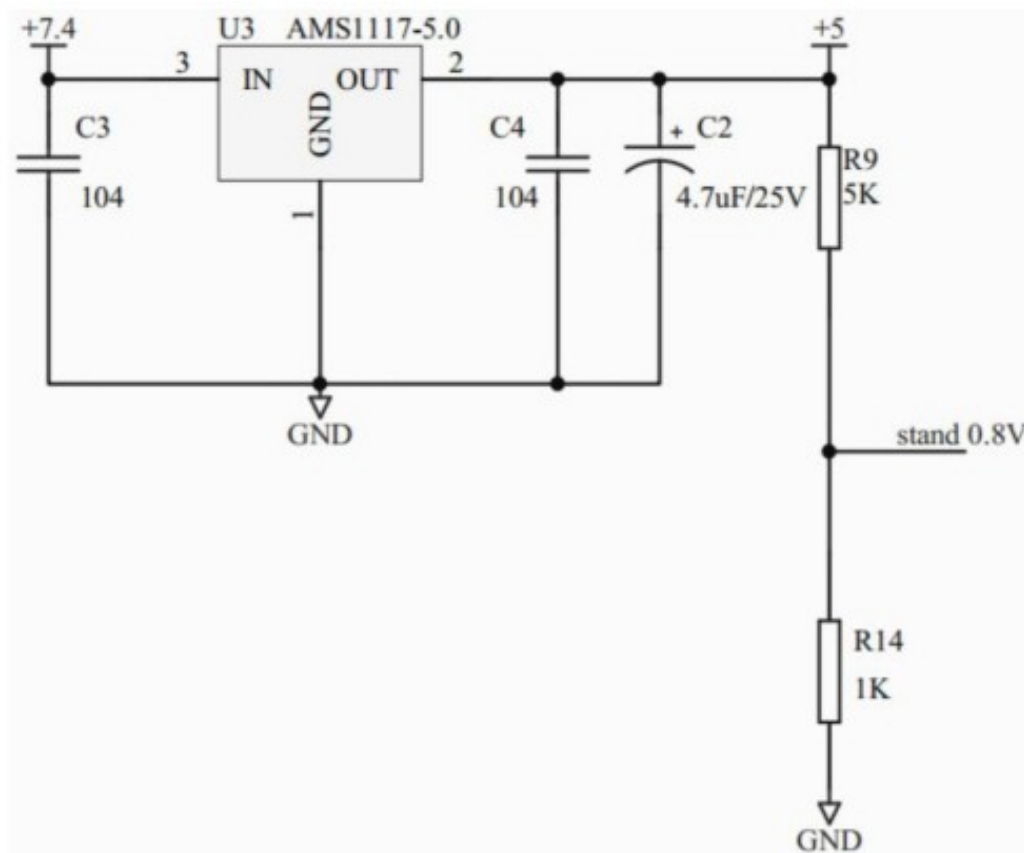 +7.4
U3 AMS1117-5.0
+5
3
IN
OUT
2
GND
C3
104
1
C4
104
+
C2
4.7uF/25V
R9
5K
GND
stand 0.8V
R14
1K
GND